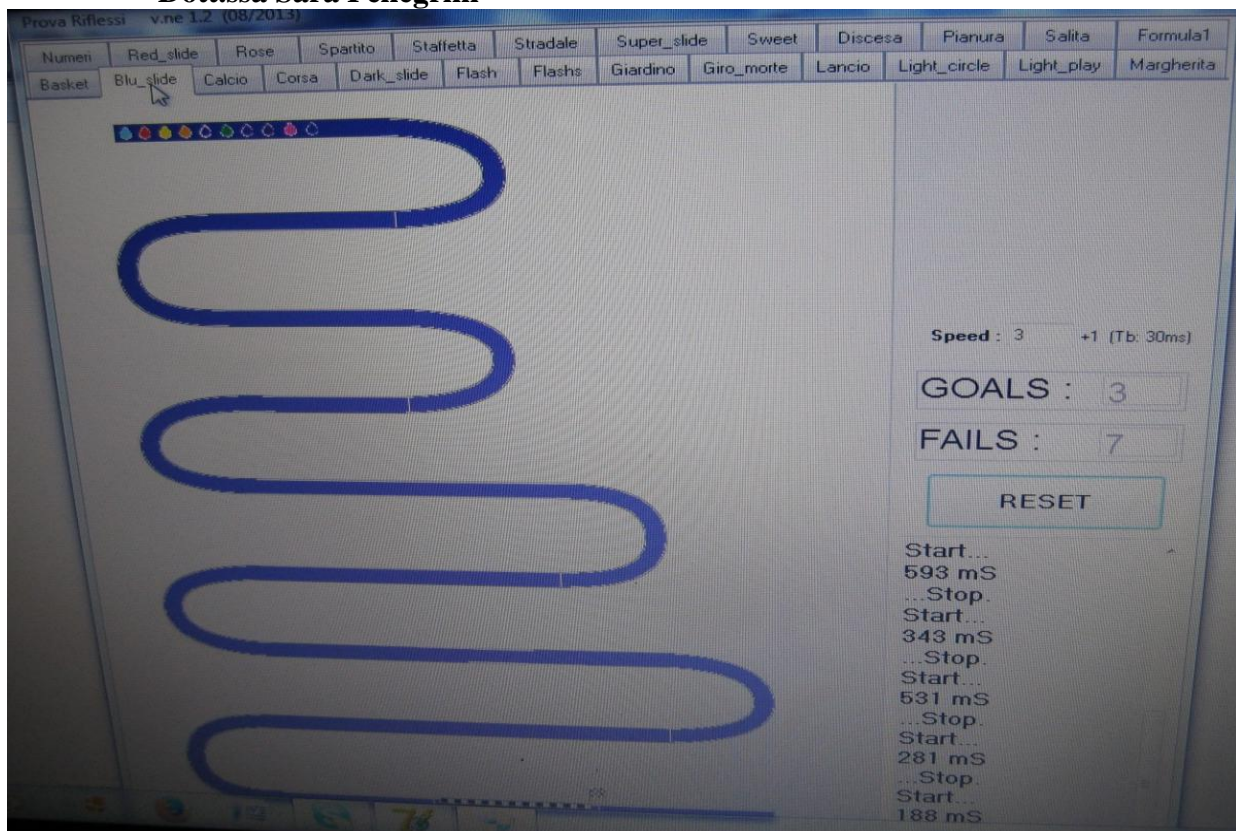 Dott.ssa Sara Pellegrini
Prova Riflessi v.ne 1.2 (08/2013)
Numeri Red_slide Rose Spartito Staffetta Stradale Super_slide Sweet Discesa Pianura Salita Formula1
Basket Blu_slide Calcio Corsa Dark_slide Flash Flashs Giardino Giro_morte Lancio Light_circle Light_play Margherita
Speed : 3 +1 (Tb: 30ms)
GOALS : 3
FAILS : 7
RESET
Start...
593 mS
...Stop.
Start...
343 mS
...Stop.
Start...
531 mS
...Stop.
Start...
281 mS
...Stop.
Start...
188 mS